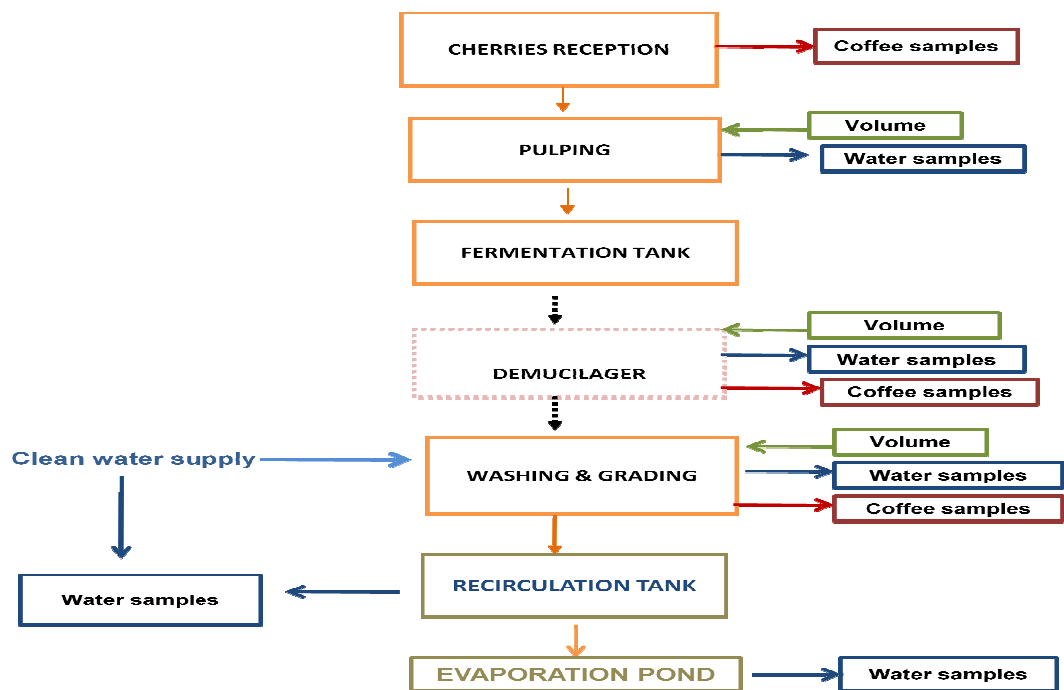 CHERRIES RECEPTION
Coffee samples
PULPING
Volume
Water samples
FERMENTATION TANK
DEMUCILAGER
Volume
Water samples
Coffee samples
Clean water supply
WASHING & GRADING
Volume
Water samples
Coffee samples
Water samples
RECIRCULATION TANK
EVAPORATION POND
Water samples